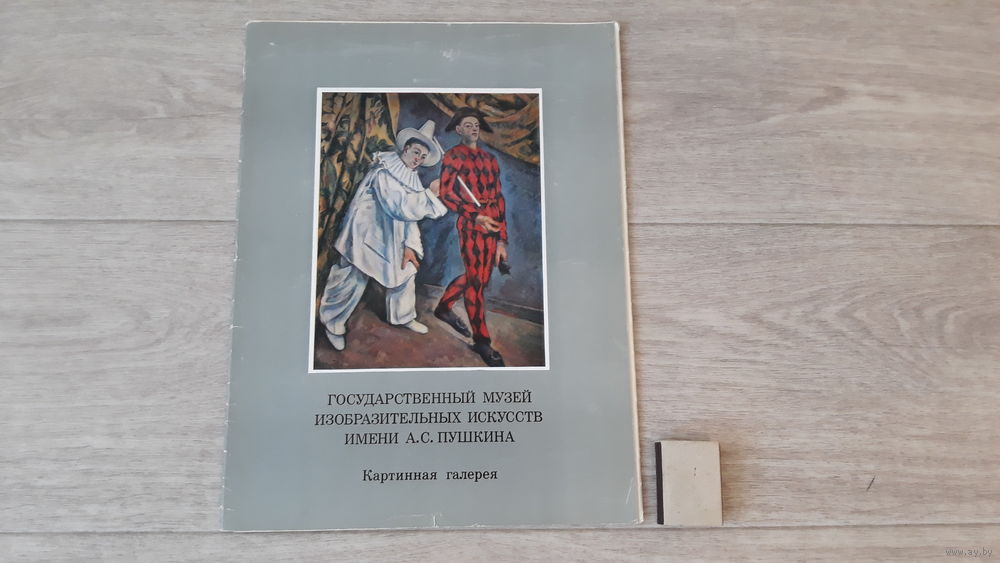 ГОСУДАРСТВЕННЫЙ МУЗЕЙ
ИЗОБРАЗИТЕЛЬНЫХ ИСКУССТВ
ИМЕНИ А.С. ПУШКИНА
Картинная галерея
www.ay.by